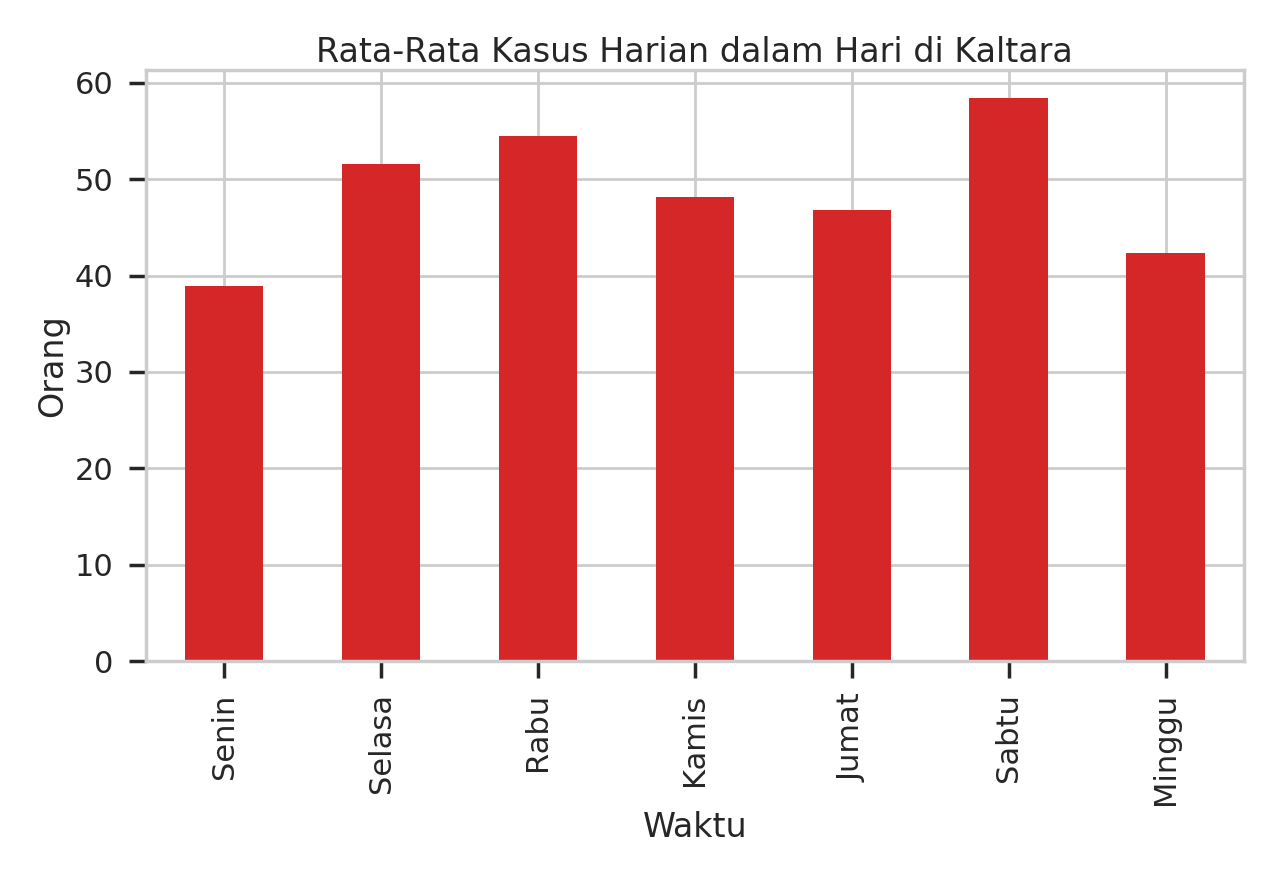 Rata-Rata Kasus Harian dalam Hari di Kaltara
60
50
40
30
20
10
0
Orang
Senin
Selasa
Rabu
Kamis
Jumat
Sabtu
Minggu
Waktu